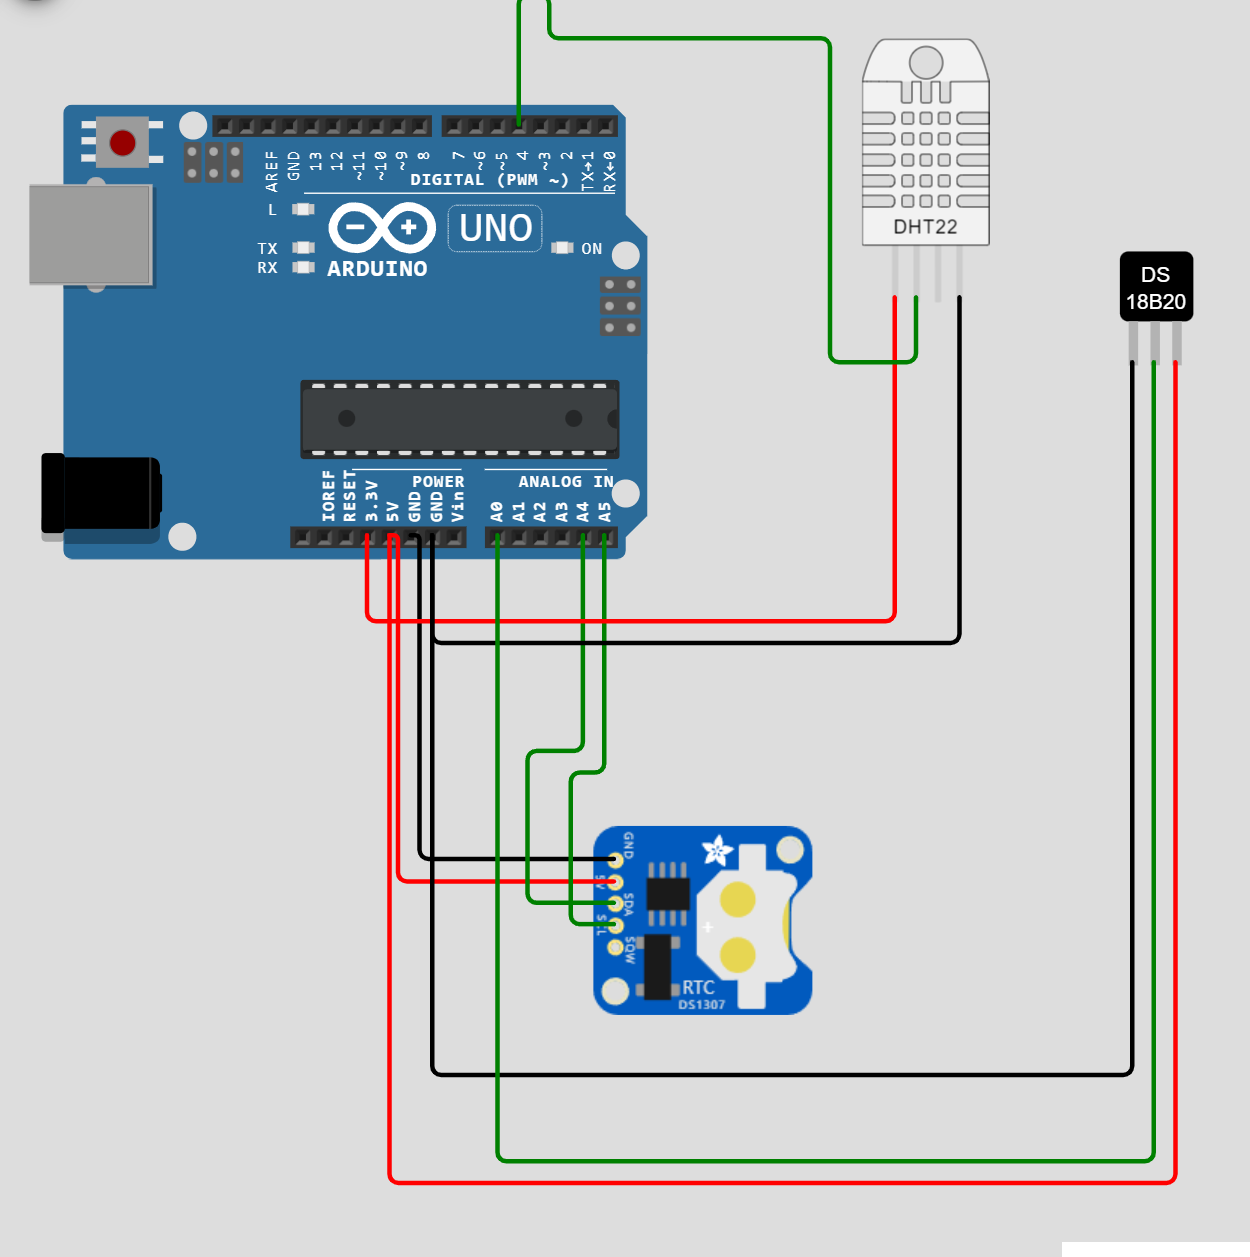 AREF
GND
13
12
~11
~10
~9
8
7
~6
~5
4
~3
2
TX→1
RX←0
DIGITAL (PWM ~)
L
TX
RX
UNO
ON
ARDUINO
IOREF
RESET
3.3V
5V
GND
GND
Vin
POWER
ANALOG IN
A0
A1
A2
A3
A4
A5
DHT22
DS
18B20
GND
5V
SDA
SCL
SQW
RTC
DS1307